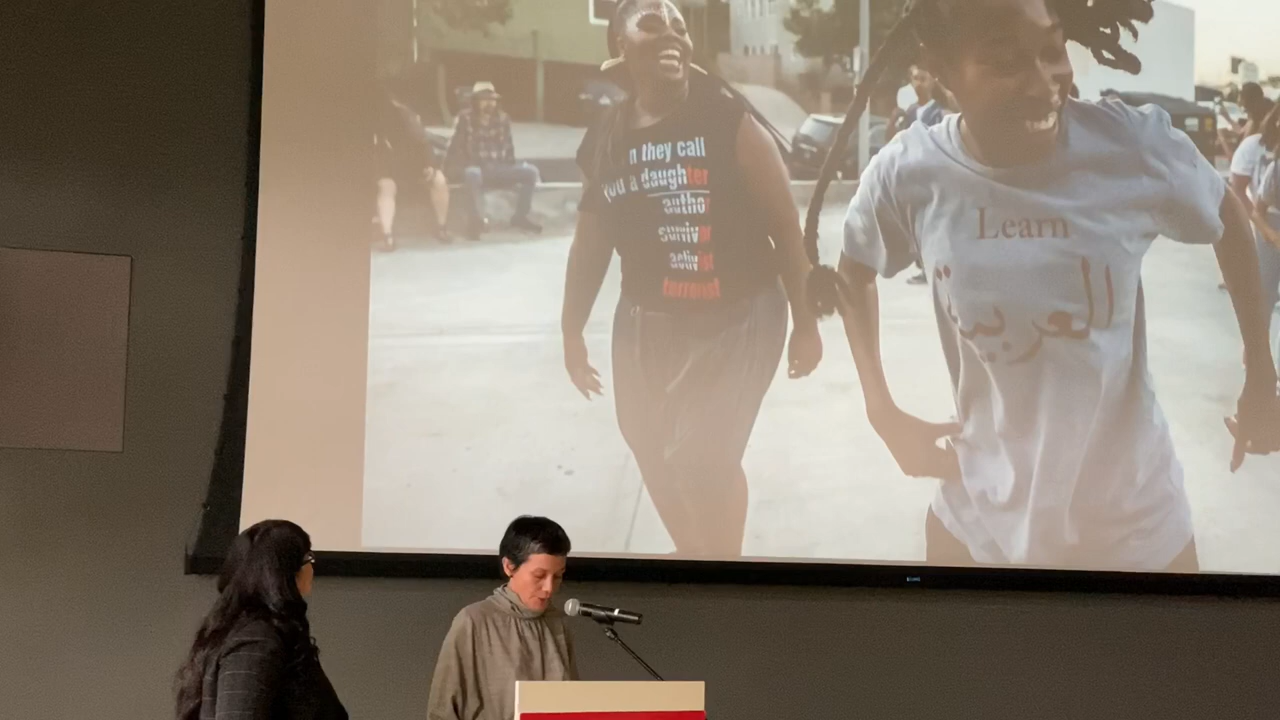 n they call
you a daughter
author
survivor
activist
terrorist
Learn
العربية